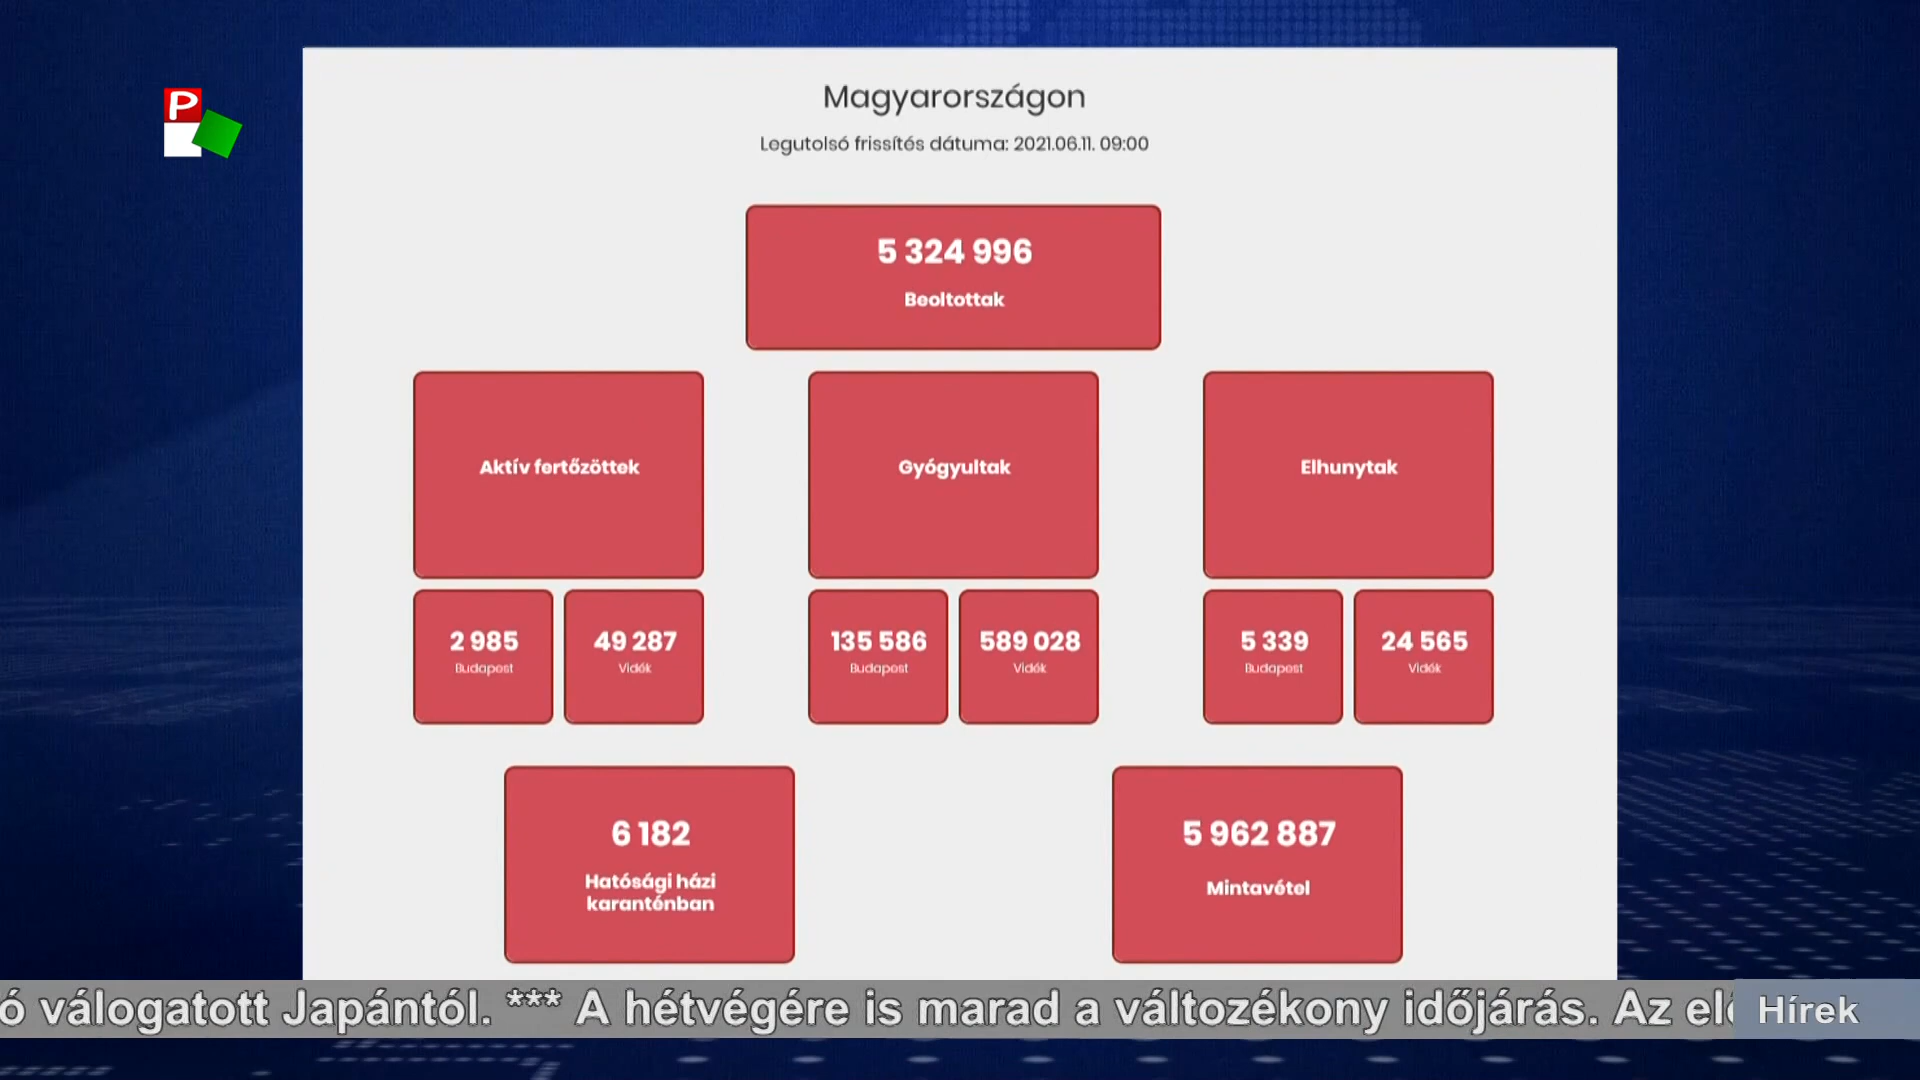 P
Magyarországon
Legutolsó frissítés dátuma: 2021.06.11. 09:00
5 324 996
Beoltottak
Aktív fertőzöttek
Gyógyultak
Elhunytak
2 985
Budapest
49 287
Vidék
135 586
Budapest
589 028
Vidék
5 339
Budapest
24 565
Vidék
6 182
Hatósági házi
karanténban
5 962 887
Mintavétel
ó válogatott Japántól. *** A hétvégére is marad a változékony időjárás. Az elő
Hírek